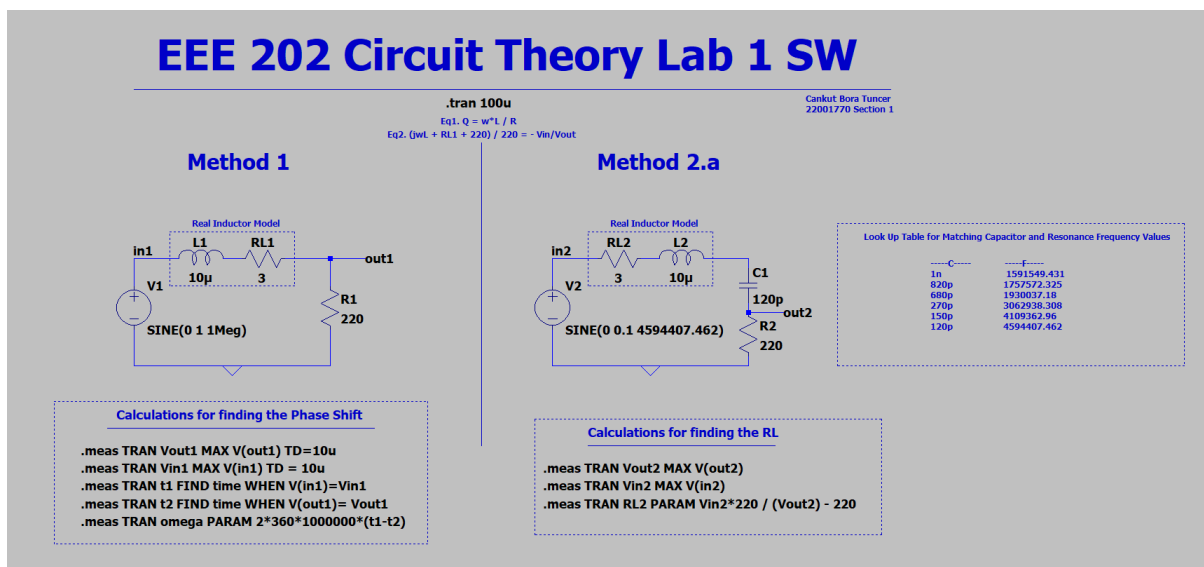 EEE 202 Circuit Theory Lab 1 SW
Cankut Bora Tuncer
22001770 Section 1
.tran 100u
Eq1. Q = w*L / R
Eq2. (jwL + RL1 + 220) / 220 = - Vin/Vout
Method 1
Real Inductor Model
in1
L1
RL1
out1
10µ
3
V1
SINE(0 1 1Meg)
R1
220
Calculations for finding the Phase Shift
.meas TRAN Vout1 MAX V(out1) TD=10u
.meas TRAN Vin1 MAX V(in1) TD = 10u
.meas TRAN t1 FIND time WHEN V(in1)=Vin1
.meas TRAN t2 FIND time WHEN V(out1)= Vout1
.meas TRAN omega PARAM 2*360*1000000*(t1-t2)
Method 2.a
Real Inductor Model
in2
RL2
L2
3
10µ
C1
120p
out2
V2
SINE(0 0.1 4594407.462)
R2
220
Calculations for finding the RL
.meas TRAN Vout2 MAX V(out2)
.meas TRAN Vin2 MAX V(in2)
.meas TRAN RL2 PARAM Vin2*220 / (Vout2) - 220
Look Up Table for Matching Capacitor and Resonance Frequency Values
-----C----- -----F-----
1n 1591549.431
820p 1757572.325
680p 1930037.18
270p 3062938.308
150p 4109362.96
120p 4594407.462